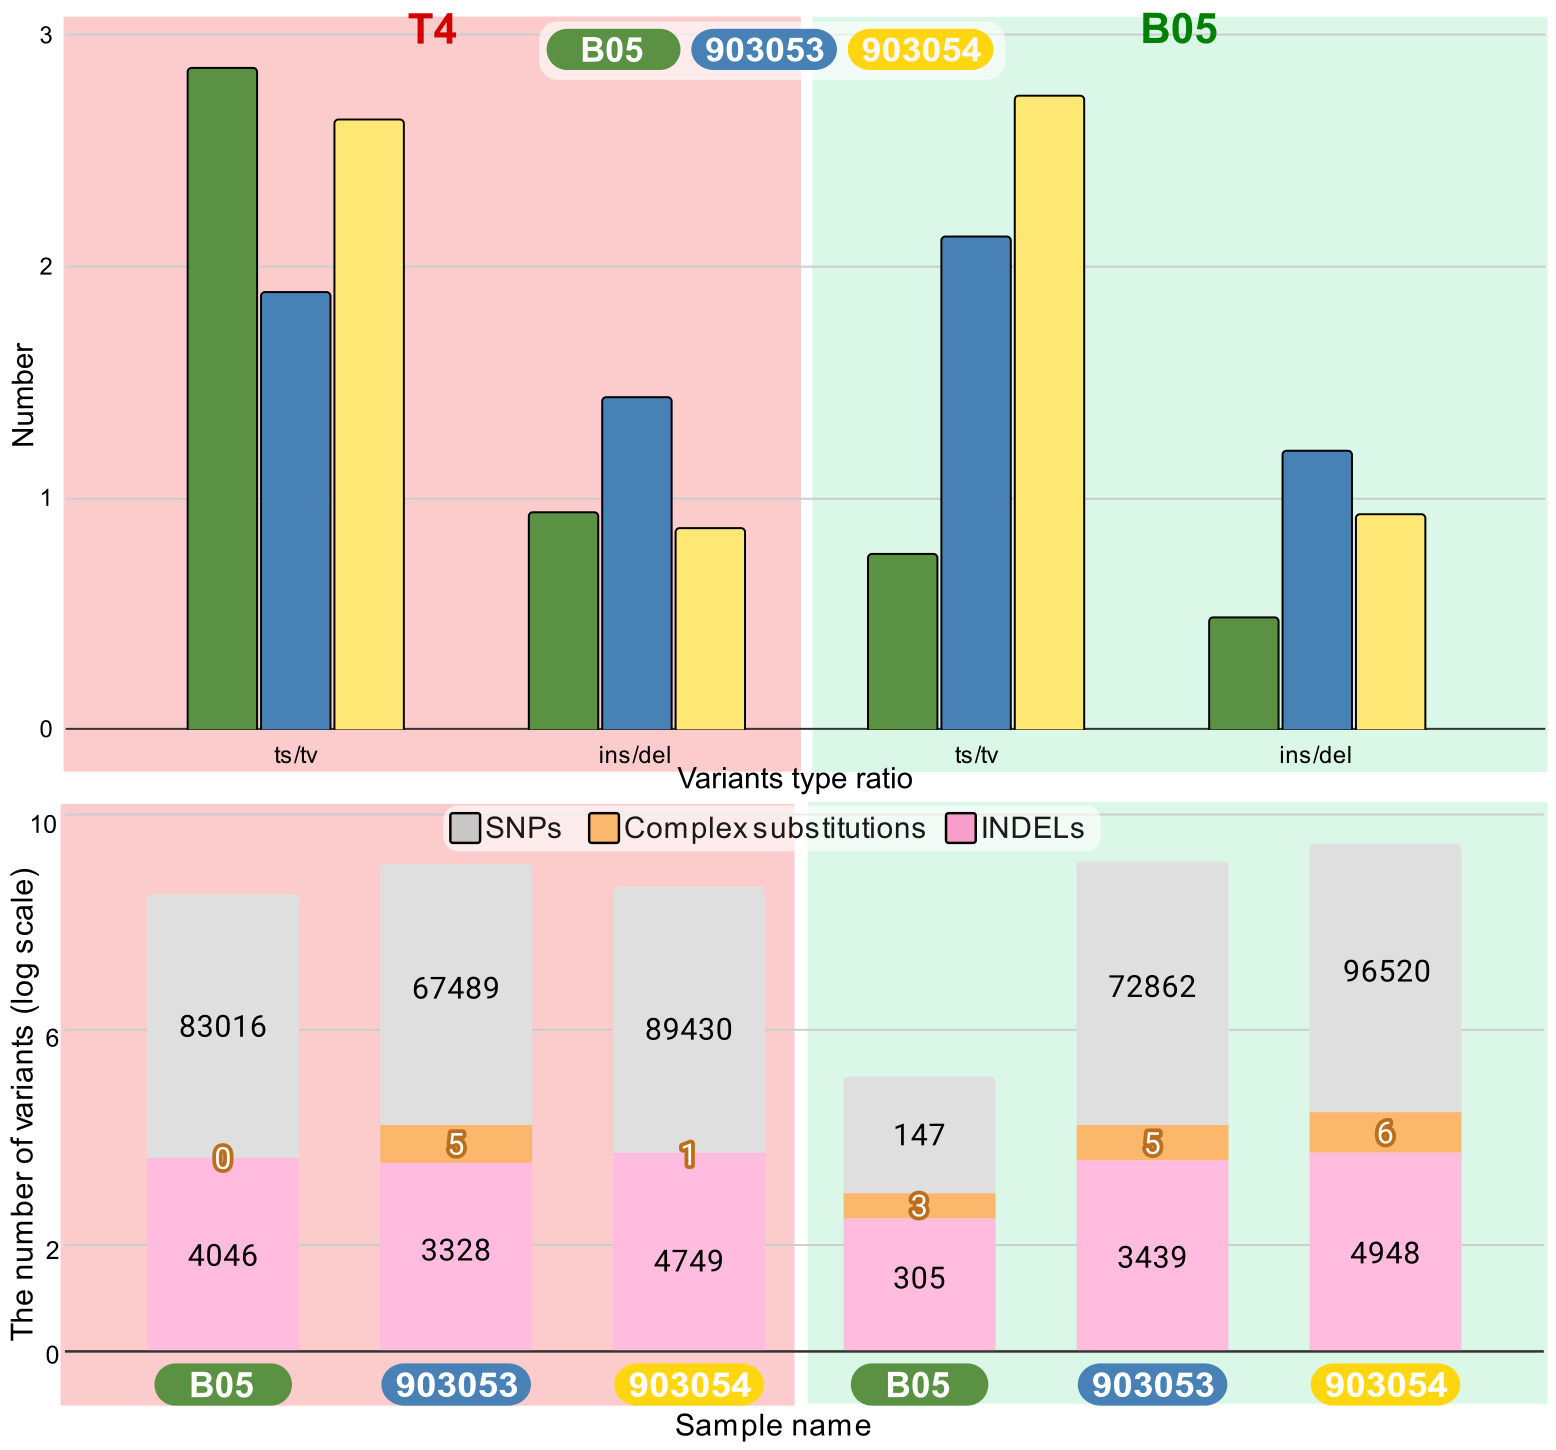 T4
B05
B05 903053 903054
3
2
1
0
Number
ts/tv ins/del ts/tv ins/del
Variants type ratio
SNPs Complex substitutions INDELs
10
6
2
0
The number of variants (log scale)
83016 67489 89430 147 72862 96520
0 5 1 3 5 6
4046 3328 4749 305 3439 4948
B05 903053 903054 B05 903053 903054
Sample name